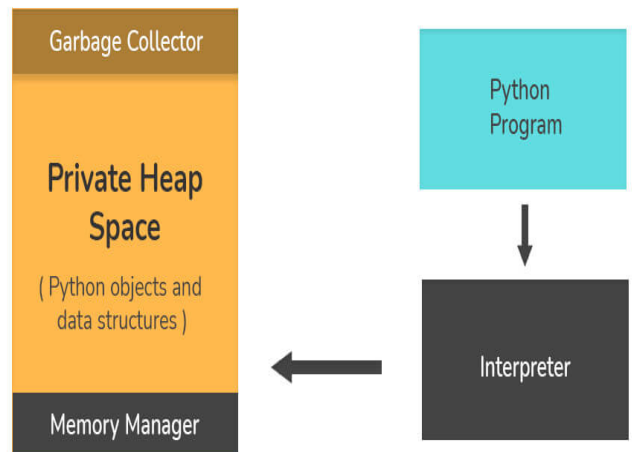 Garbage Collector
Private Heap
Space
( Python objects and
data structures )
Memory Manager
Python
Program
Interpreter